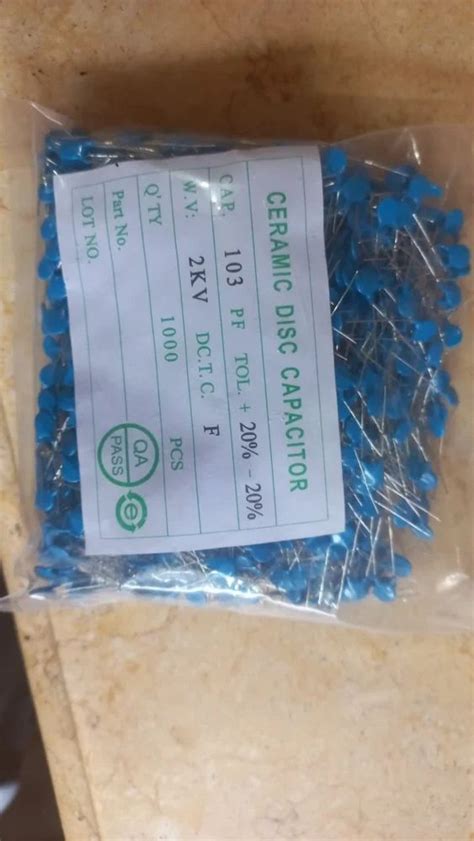 CERAMIC DISC CAPACITOR
CAP. 103 PF TOL. + 20% - 20%
W.V: 2KV DC.T.C. F
Q'TY 1000 PCS
Part No.
LOT NO.
QA
PASS
e